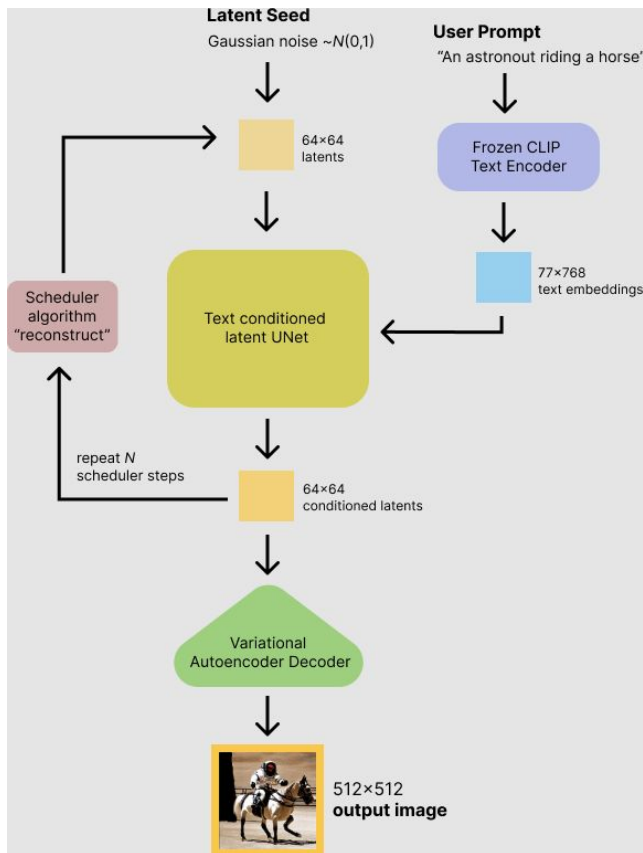 Latent Seed
Gaussian noise ~N(0,1)
User Prompt
“An astronout riding a horse”
64×64
latents
Frozen CLIP
Text Encoder
77×768
text embeddings
Scheduler
algorithm
“reconstruct”
Text conditioned
latent UNet
repeat N
scheduler steps
64×64
conditioned latents
Variational
Autoencoder Decoder
512×512
output image